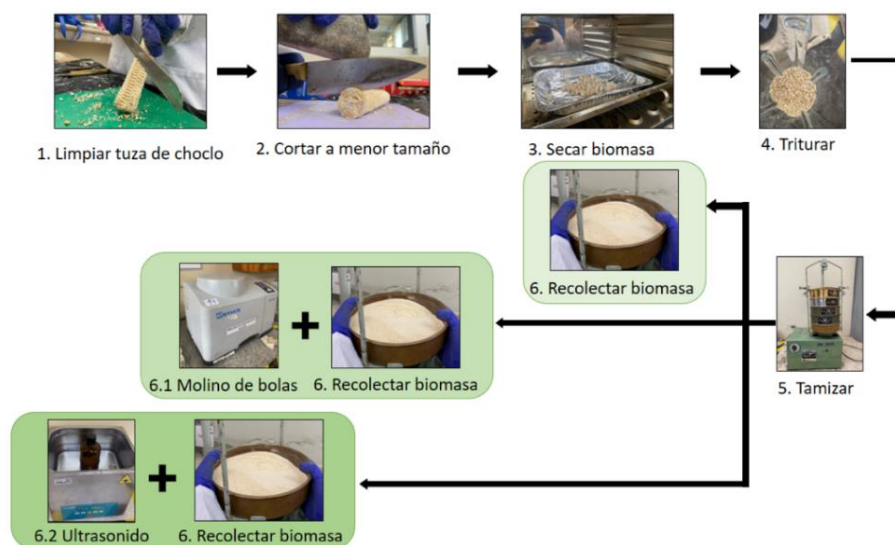 1. Limpiar tuza de choclo
2. Cortar a menor tamaño
3. Secar biomasa
4. Triturar
6. Recolectar biomasa
6.1 Molino de bolas
6. Recolectar biomasa
5. Tamizar
6.2 Ultrasonido
6. Recolectar biomasa